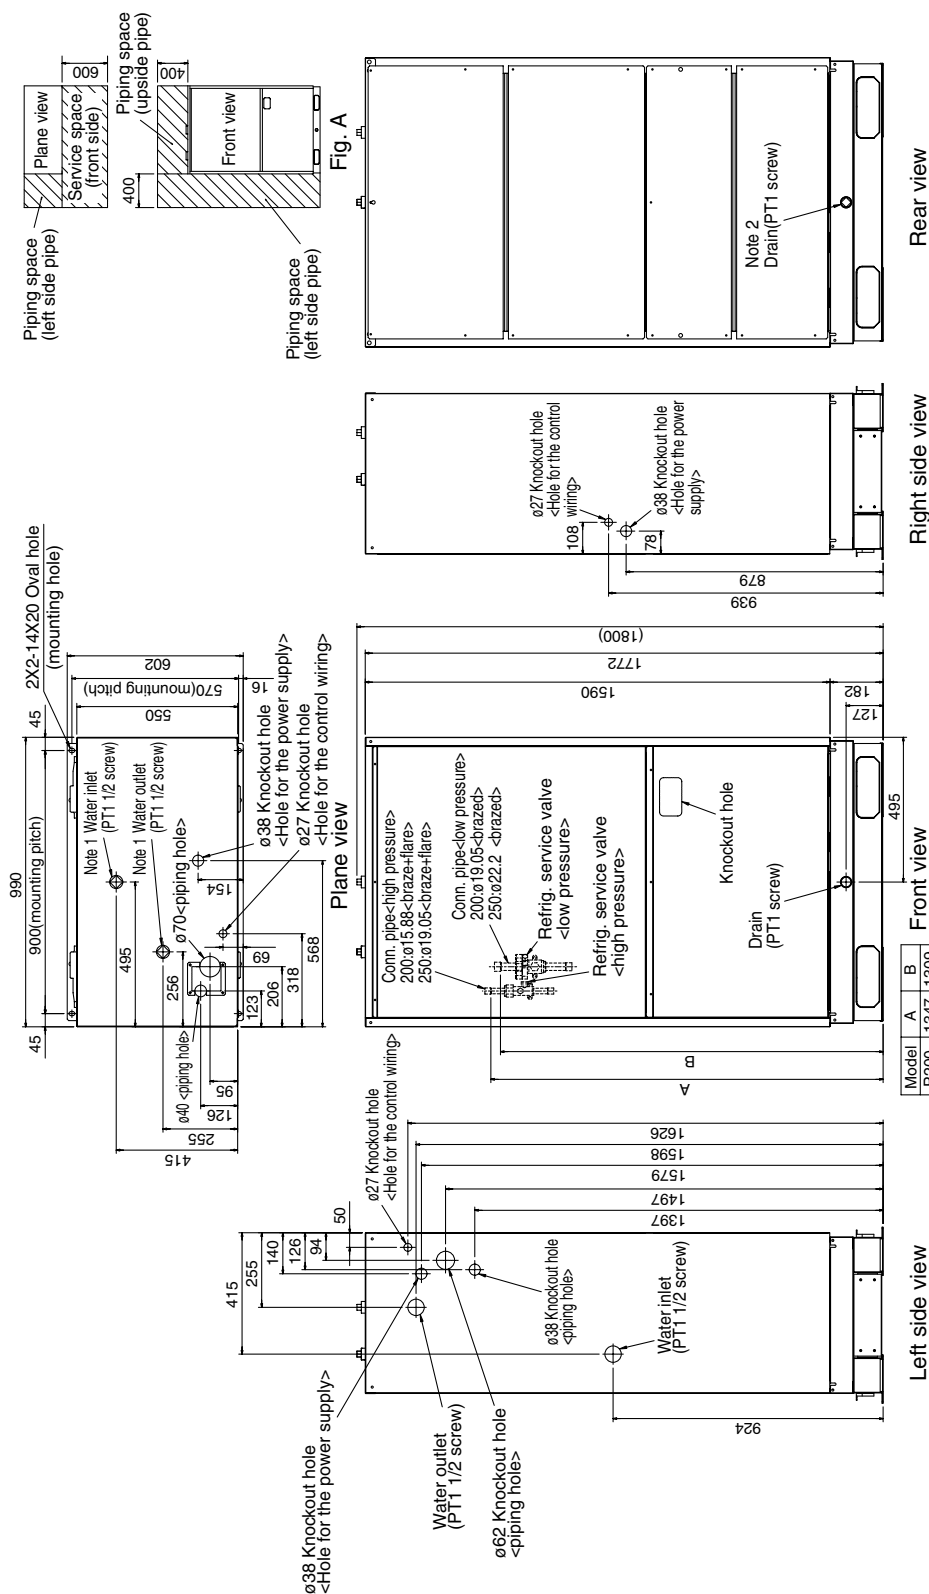 Piping space
(left side pipe)
Plane view
Service space
(front side)
600
Piping space
(upside pipe)
400
400
Front view
Piping space
(left side pipe)
Fig. A
990
45
900(mounting pitch)
45
2X2-14X20 Oval hole
(mounting hole)
Note 1 Water inlet
(PT1 1/2 screw)
Note 1 Water outlet
(PT1 1/2 screw)
ø70<piping hole>
ø40 <piping hole>
495
256
550
570(mounting pitch)
602
16
415
255
126
95
123
206
318
568
69
154
ø38 Knockout hole
<Hole for the power supply>
ø27 Knockout hole
<Hole for the control wiring>
Plane view
415
255
140
126
94
50
ø27 Knockout hole
<Hole for the control wiring>
ø38 Knockout hole
<Hole for the power supply>
Water outlet
(PT1 1/2 screw)
ø62 Knockout hole
<piping hole>
ø38 Knockout hole
<piping hole>
Water inlet
(PT1 1/2 screw)
924
1397
1497
1579
1598
1626
Left side view
Conn. pipe<high pressure>
200:ø15.88<braze+flare>
250:ø19.05<braze+flare>
Conn. pipe<low pressure>
200:ø19.05<brazed>
250:ø22.2 <brazed>
Refrig. service valve
<low pressure>
Refrig. service valve
<high pressure>
Knockout hole
Drain
(PT1 screw)
A
B
1590
1772
(1800)
182
127
495
Front view
Model A B
ø27 Knockout hole
<Hole for the control
wiring>
ø38 Knockout hole
<Hole for the power
supply>
108
78
879
939
Right side view
Note 2
Drain(PT1 screw)
Rear view